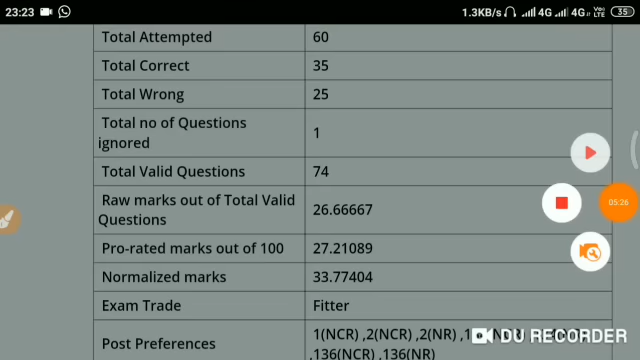 23:23 1.3KB/s 4G 4G Vo) LTE 35
Total Attempted 60
Total Correct 35
Total Wrong 25
Total no of Questions
ignored 1
Total Valid Questions 74
Raw marks out of Total Valid
Questions 26.66667
05:26
Pro-rated marks out of 100 27.21089
Normalized marks 33.77404
Exam Trade Fitter
Post Preferences 1(NCR) ,2(NCR) ,2(NR)
,136(NCR) ,136(NR)
DU RECORDER